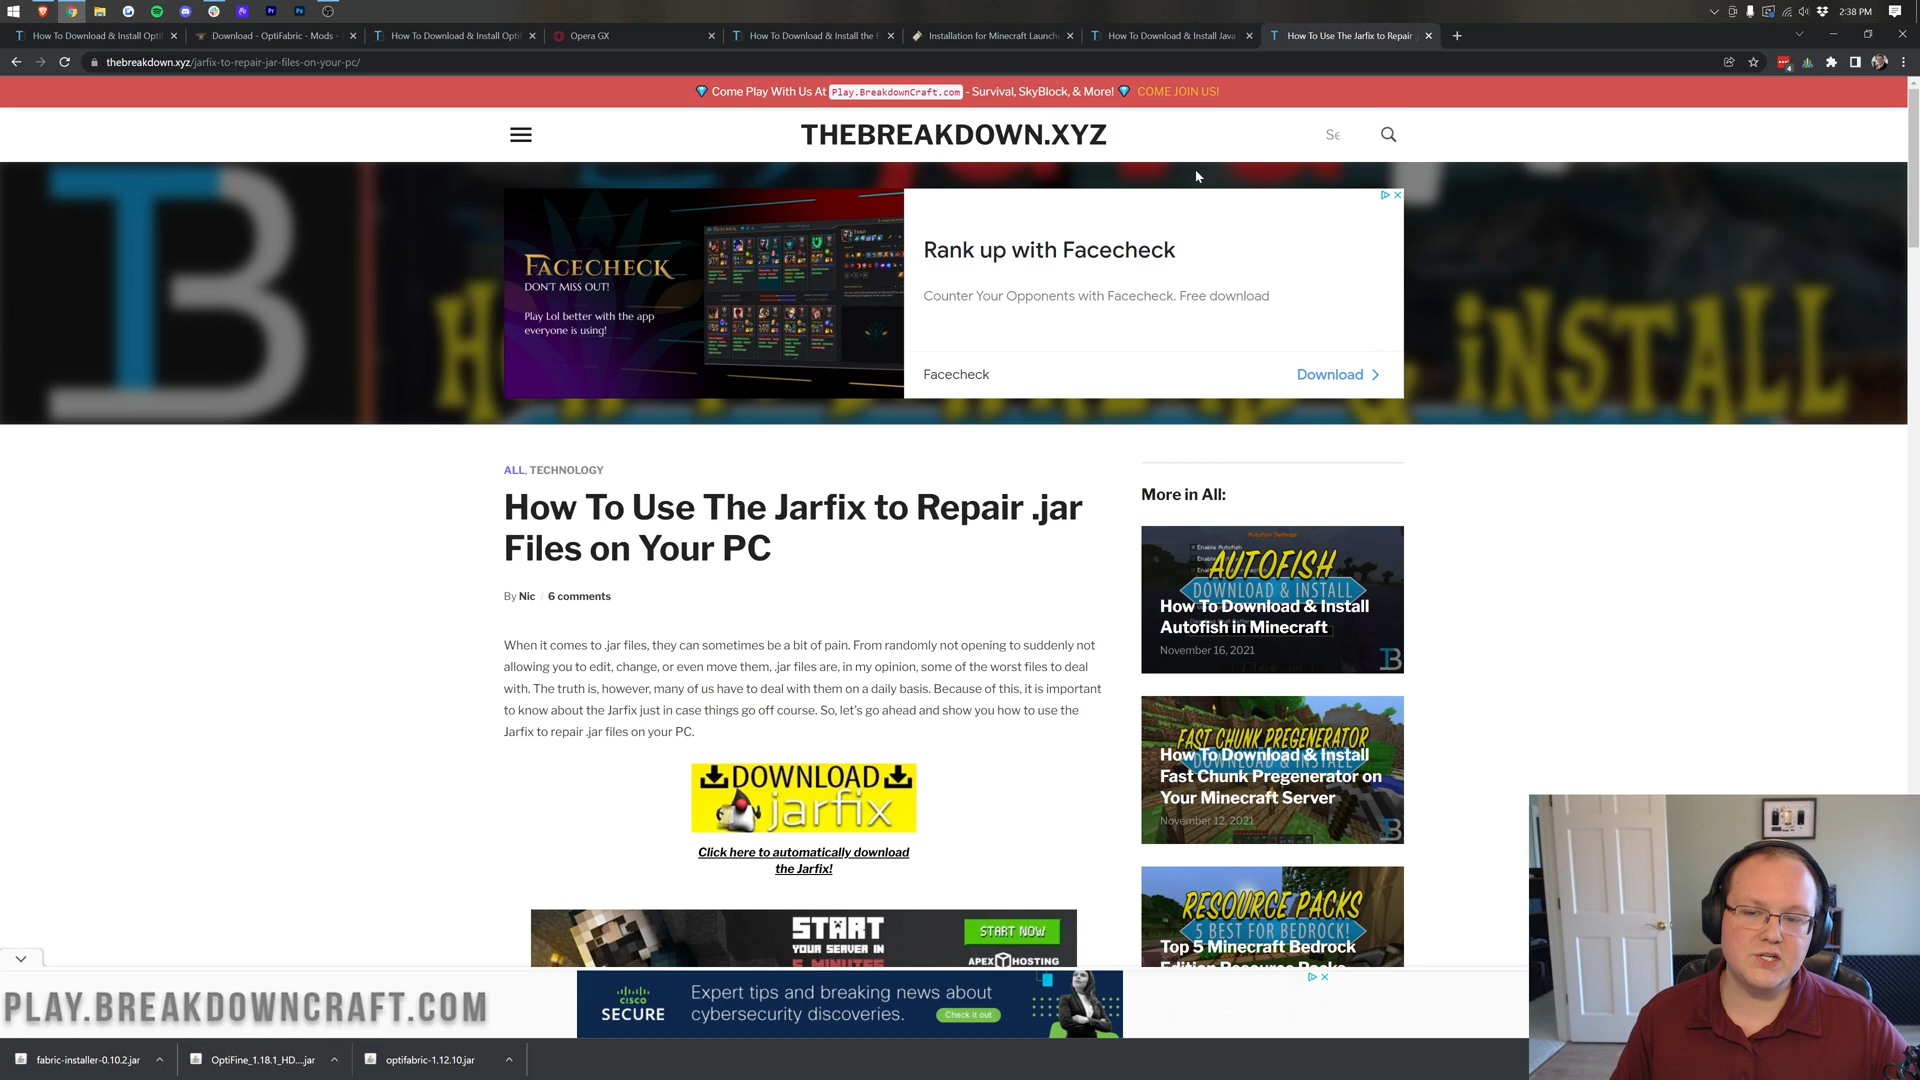 2:38 PM
How To Download & Install Opti
Download - OptiFabric - Mods -
How To Download & Install Opti
Opera GX
How To Download & Install the F
Installation for Minecraft Launch
How To Download & Install Java
How To Use The Jarfix to Repair .
thebreakdown.xyz/jarfix-to-repair-jar-files-on-your-pc/
Come Play With Us At Play.BreakdownCraft.com - Survival, SkyBlock, & More! COME JOIN US!
THEBREAKDOWN.XYZ
Se
FACECHECK
DON'T MISS OUT!
Play Lol better with the app
everyone is using!
Rank up with Facecheck
Counter Your Opponents with Facecheck. Free download
Facecheck
Download
INSTALL
ALL, TECHNOLOGY
How To Use The Jarfix to Repair .jar
Files on Your PC
By Nic / 6 comments
When it comes to .jar files, they can sometimes be a bit of pain. From randomly not opening to suddenly not
allowing you to edit, change, or even move them, .jar files are, in my opinion, some of the worst files to deal
with. The truth is, however, many of us have to deal with them on a daily basis. Because of this, it is important
to know about the Jarfix just in case things go off course. So, let's go ahead and show you how to use the
Jarfix to repair .jar files on your PC.
DOWNLOAD
jarfix
Click here to automatically download
the Jarfix!
START
YOUR SERVER IN
5 MINUTES
START NOW
APEX HOSTING
More in All:
Enable Autofish
AUTOFISH
DOWNLOAD & INSTALL
How To Download & Install
Autofish in Minecraft
November 16, 2021
FAST CHUNK PREGENERATOR
DOWNLOAD & INSTALL
How To Download & Install
Fast Chunk Pregenerator on
Your Minecraft Server
November 12, 2021
RESOURCE PACKS
5 BEST FOR BEDROCK!
Top 5 Minecraft Bedrock
Edition Resource Packs
PLAY.BREAKDOWNCRAFT.COM
CISCO
SECURE
Expert tips and breaking news about
cybersecurity discoveries.
Check it out
fabric-installer-0.10.2.jar
OptiFine_1.18.1_HD....jar
optifabric-1.12.10.jar